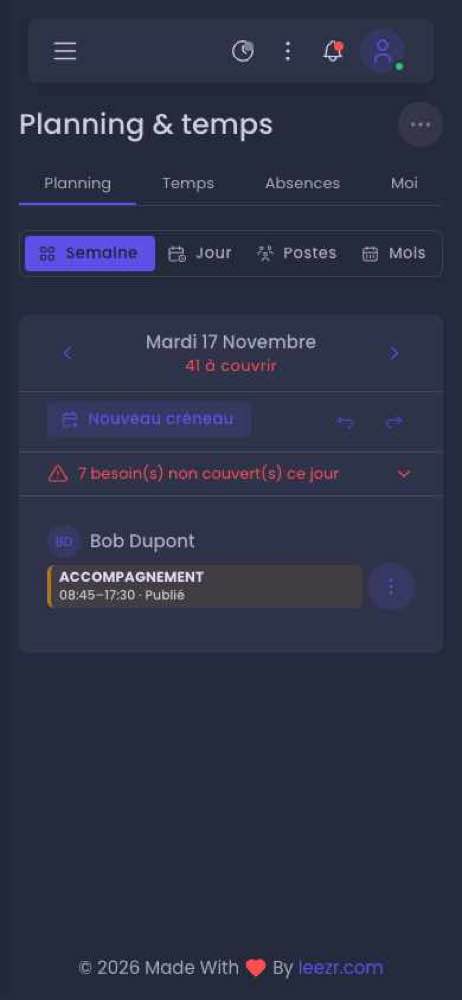 Planning & temps
Planning Temps Absences Moi
Semaine Jour Postes Mois
Mardi 17 Novembre
41 à couvrir
Nouveau créneau
7 besoin(s) non couvert(s) ce jour
BD Bob Dupont
ACCOMPAGNEMENT
08:45–17:30 · Publié
© 2026 Made With ❤ By leezr.com